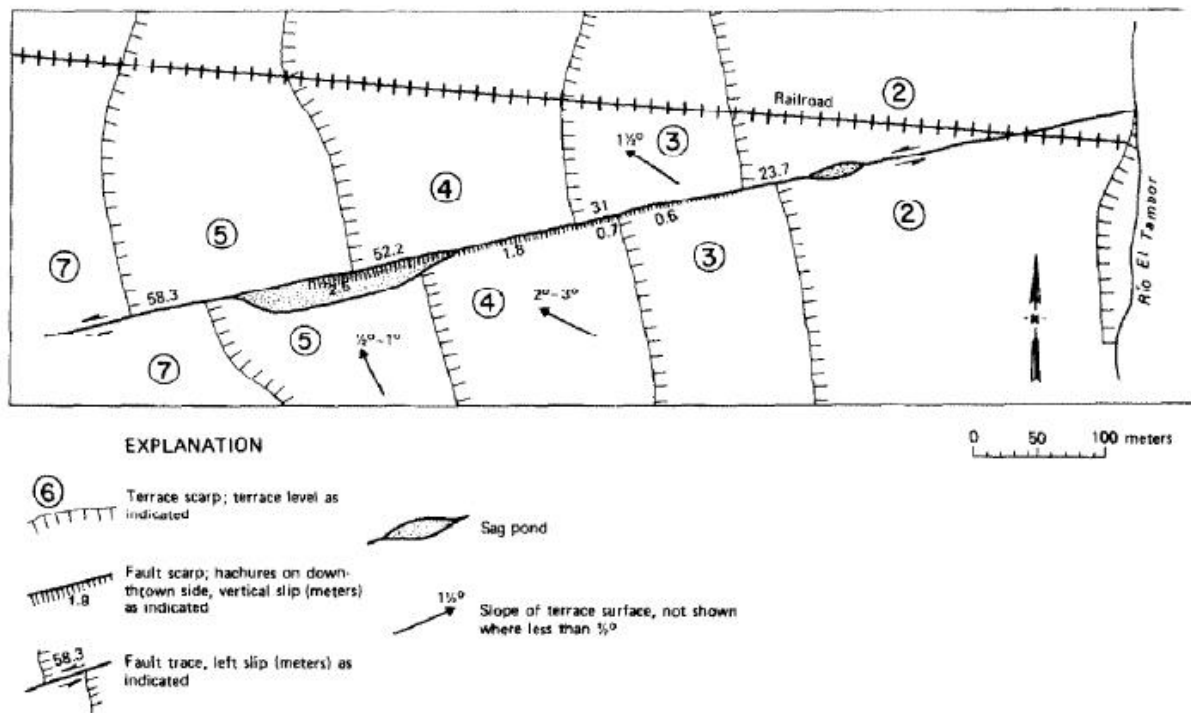 Railroad
②
③
1½°
④
23.7
②
31
0.6
0.7
③
⑤
52.2
1.8
⑦
58.3
2.6
④
2°-3°
⑤
½°-1°
⑦
N
Río El Tambor
EXPLANATION
0 50 100 meters
⑥
Terrace scarp; terrace level as
indicated
Sag pond
Fault scarp; hachures on down-
thrown side, vertical slip (meters)
as indicated
1½°
Slope of terrace surface, not shown
where less than ½°
58.3
Fault trace, left slip (meters) as
indicated